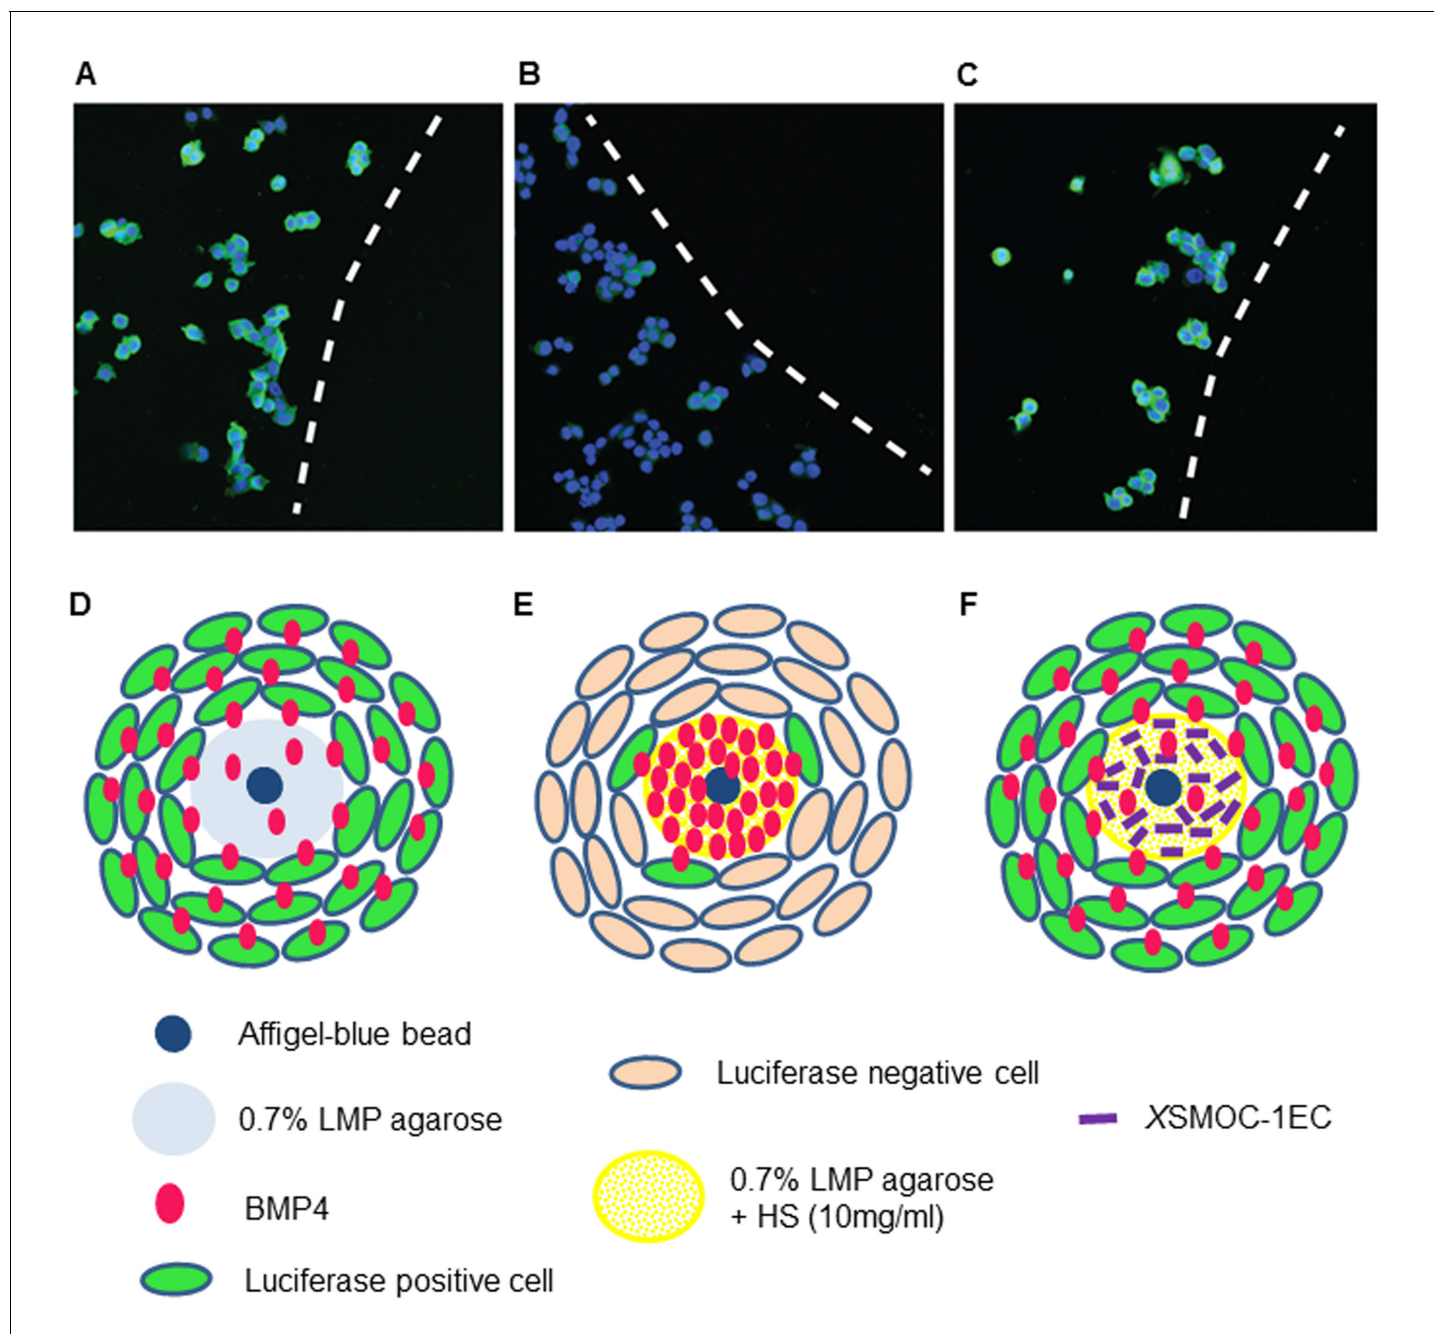 A
B
C
D
E
F
Affigel-blue bead
0.7% LMP agarose
BMP4
Luciferase positive cell
Luciferase negative cell
0.7% LMP agarose
+ HS (10mg/ml)
XSMOC-1EC